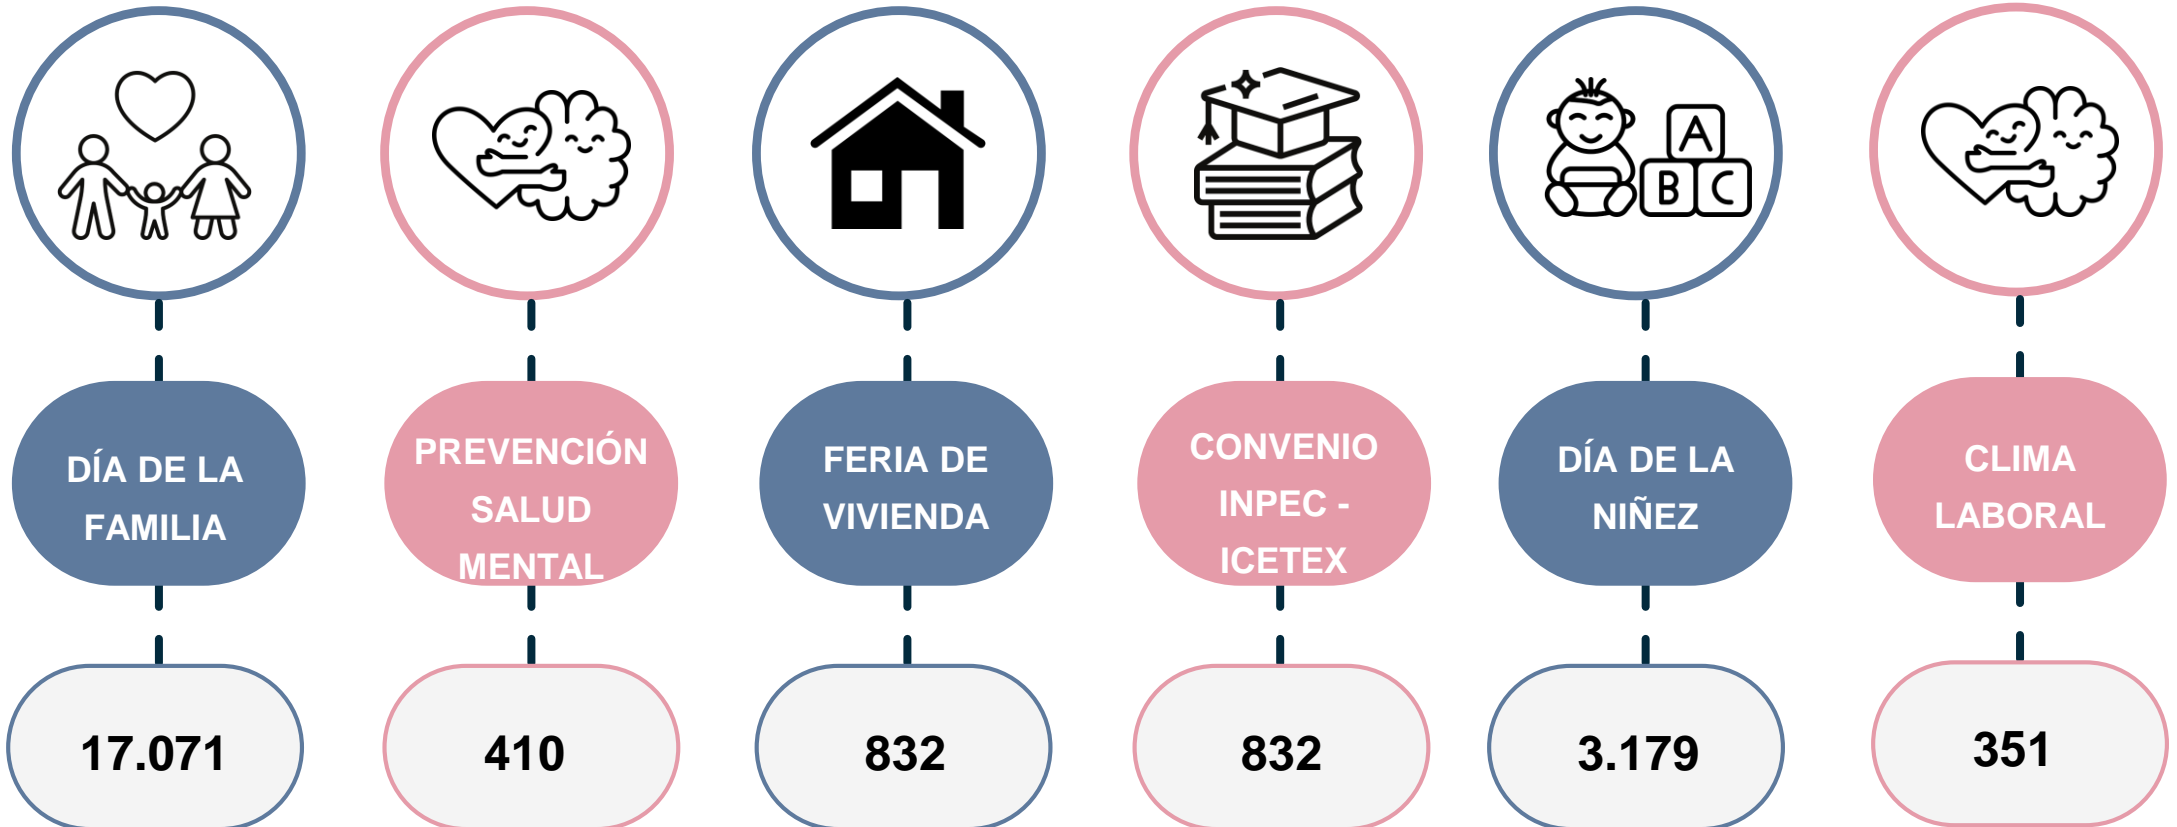 A
B C
DÍA DE LA
FAMILIA
PREVENCIÓN
SALUD
MENTAL
FERIA DE
VIVIENDA
CONVENIO
INPEC -
ICETEX
DÍA DE LA
NIÑEZ
CLIMA
LABORAL
17.071
410
832
832
3.179
351